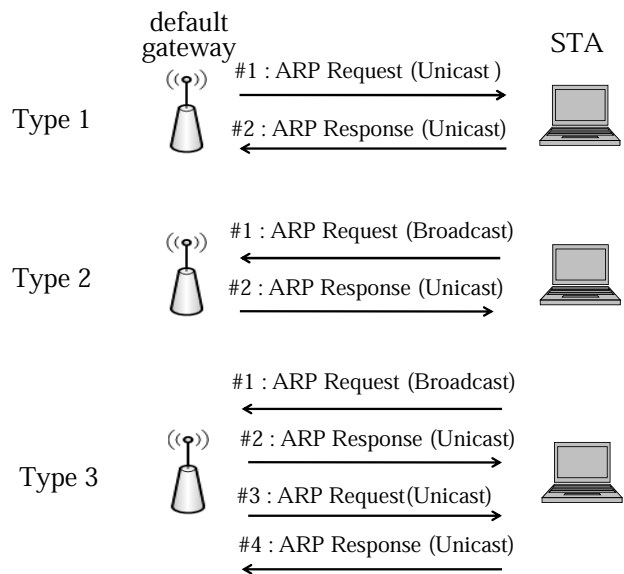 default
gateway
STA
Type 1
#1 : ARP Request (Unicast )
#2 : ARP Response (Unicast)
Type 2
#1 : ARP Request (Broadcast)
#2 : ARP Response (Unicast)
Type 3
#1 : ARP Request (Broadcast)
#2 : ARP Response (Unicast)
#3 : ARP Request(Unicast)
#4 : ARP Response (Unicast)